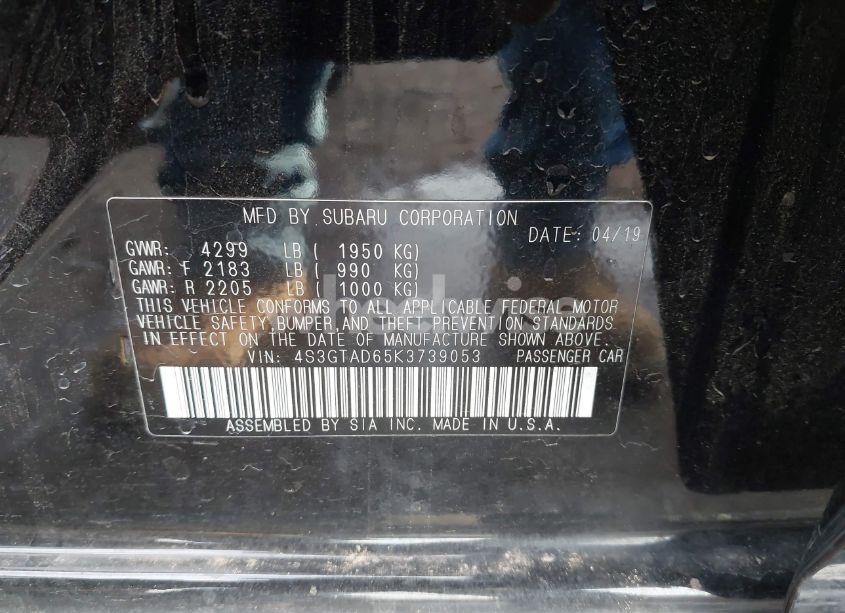 MFD BY SUBARU CORPORATION
DATE: 04/19
GVWR: 4299 LB ( 1950 KG)
GAWR: F 2183 LB ( 990 KG)
GAWR: R 2205 LB ( 1000 KG)
THIS VEHICLE CONFORMS TO ALL APPLICABLE FEDERAL MOTOR
VEHICLE SAFETY,BUMPER,AND THEFT PREVENTION STANDARDS
IN EFFECT ON THE DATE OF MANUFACTURE SHOWN ABOVE.
VIN: 4S3GTAD65K3739053 PASSENGER CAR
ASSEMBLED BY SIA INC. MADE IN U.S.A.